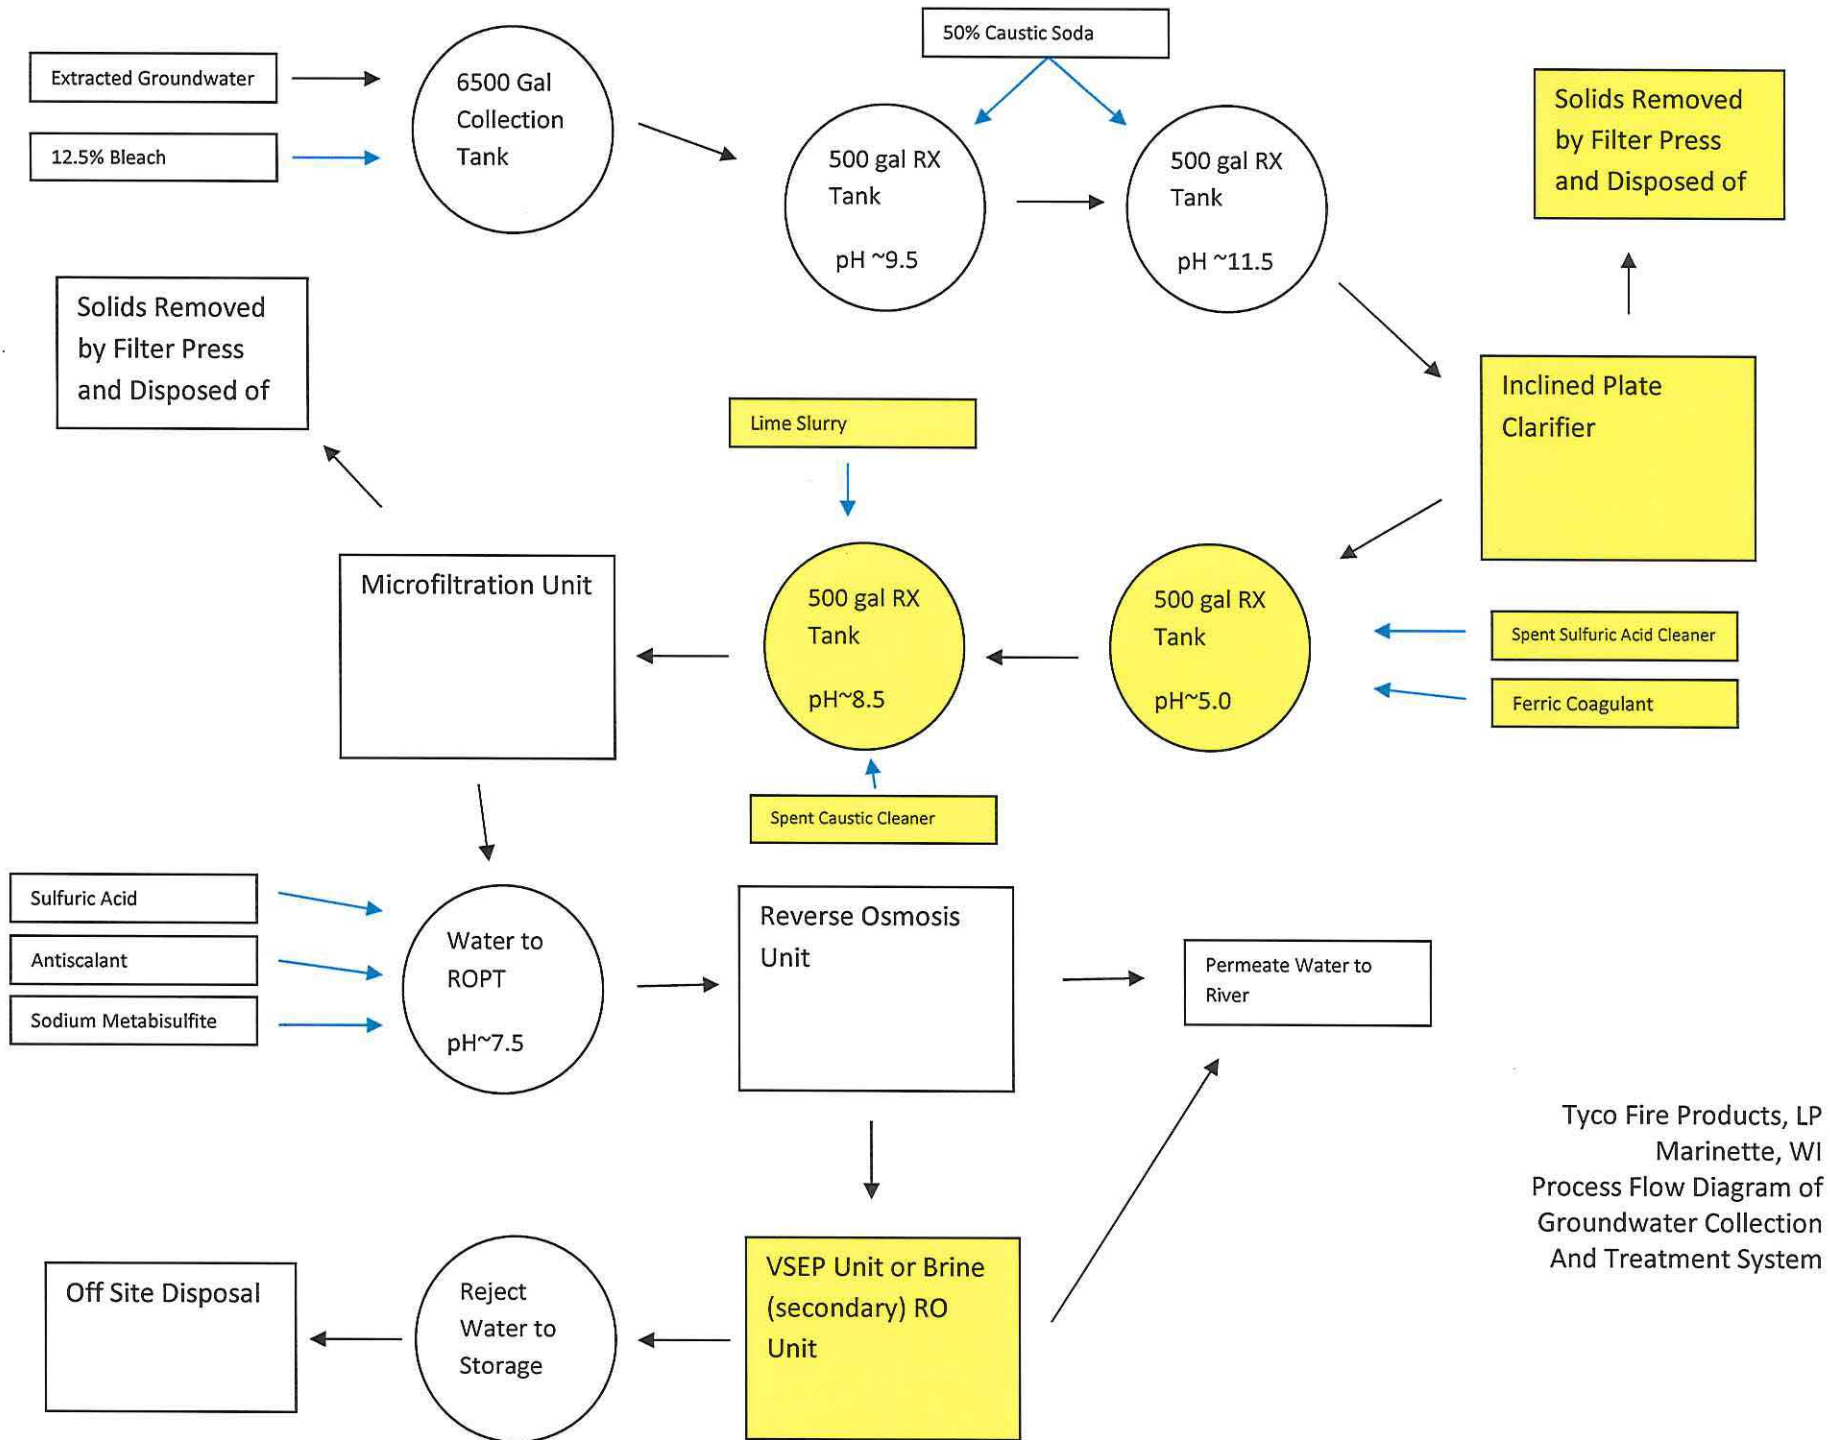 50% Caustic Soda
Extracted Groundwater
12.5% Bleach
6500 Gal
Collection
Tank
500 gal RX
Tank
pH ~9.5
500 gal RX
Tank
pH ~11.5
Solids Removed
by Filter Press
and Disposed of
Solids Removed
by Filter Press
and Disposed of
Inclined Plate
Clarifier
Lime Slurry
Microfiltration Unit
500 gal RX
Tank
pH~8.5
500 gal RX
Tank
pH~5.0
Spent Sulfuric Acid Cleaner
Ferric Coagulant
Spent Caustic Cleaner
Sulfuric Acid
Antiscalant
Sodium Metabisulfite
Water to
ROPT
pH~7.5
Reverse Osmosis
Unit
Permeate Water to
River
Tyco Fire Products, LP
Marinette, WI
Process Flow Diagram of
Groundwater Collection
And Treatment System
Off Site Disposal
Reject
Water to
Storage
VSEP Unit or Brine
(secondary) RO
Unit